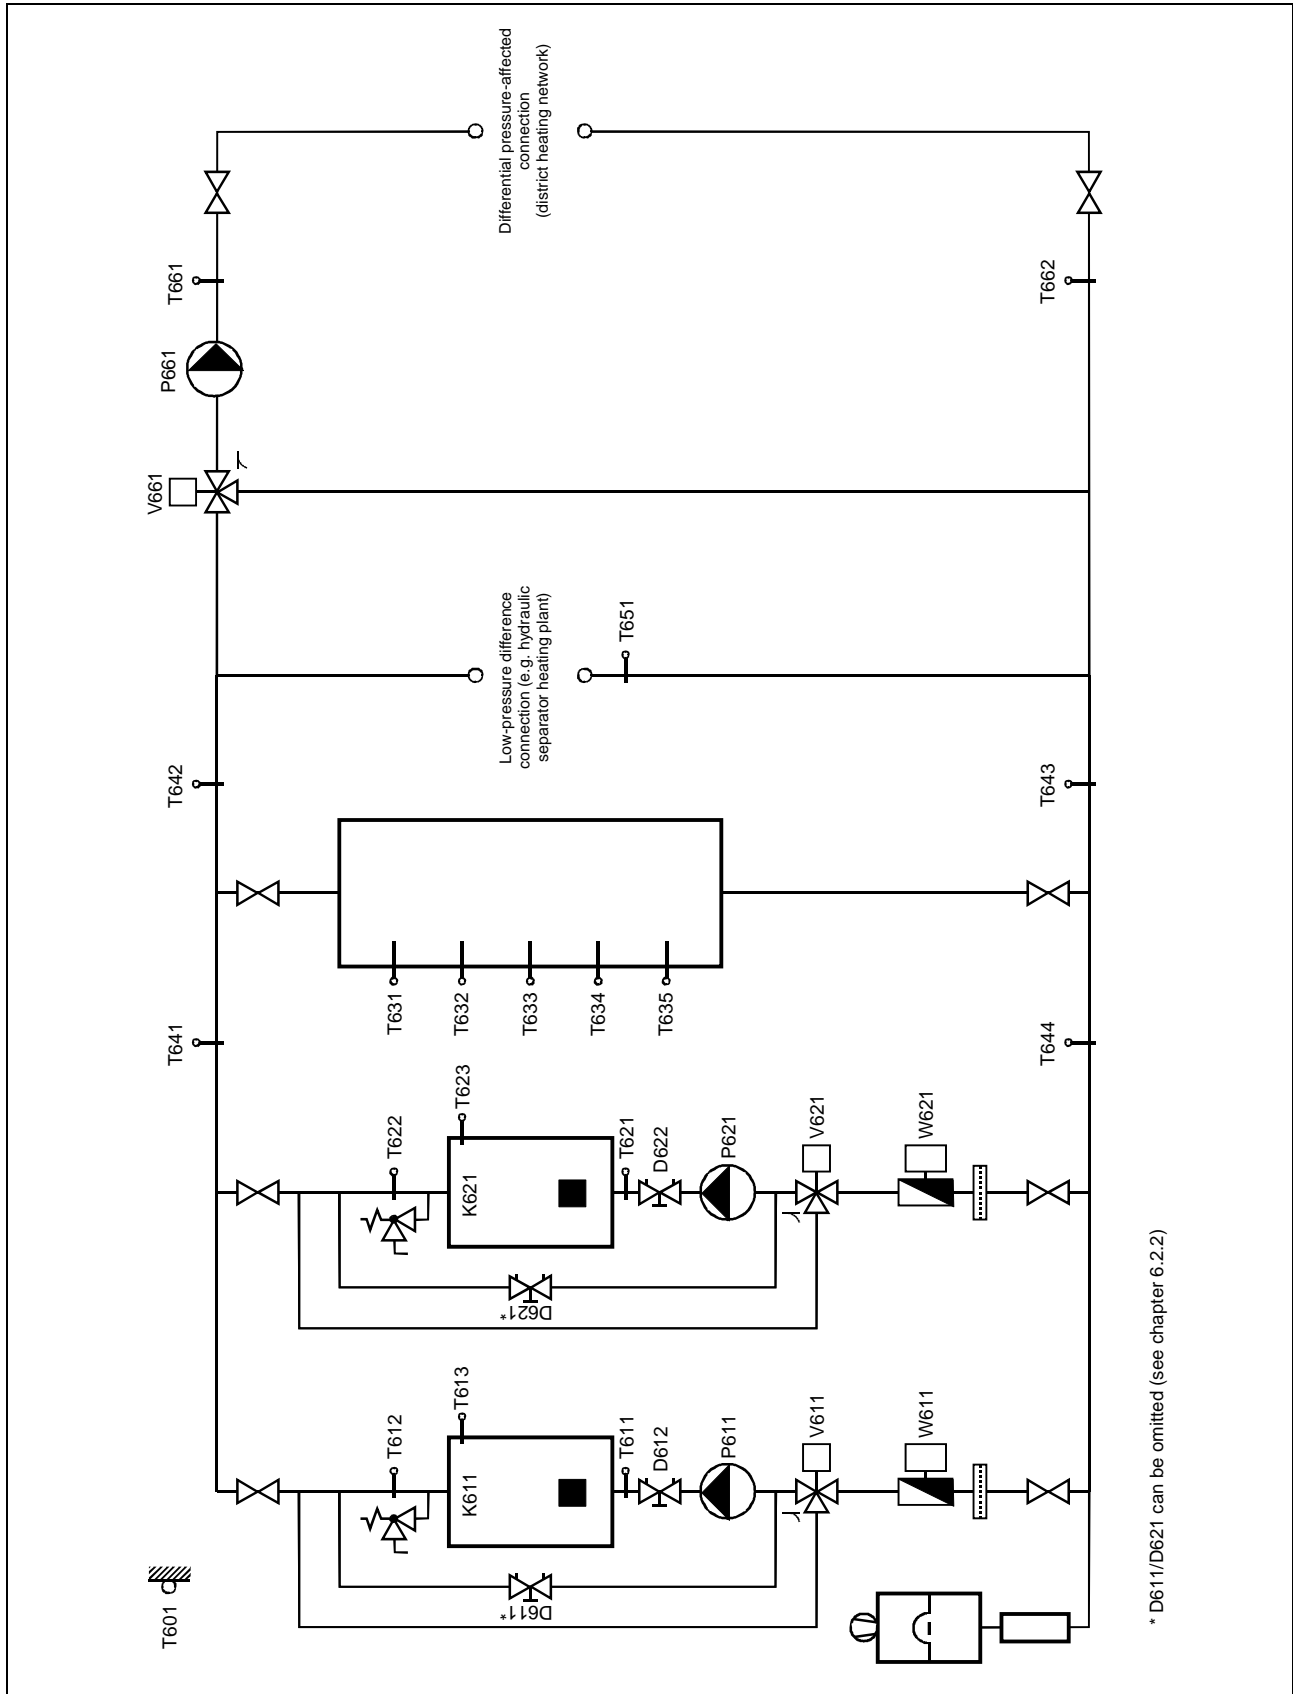 T601
T641
T642
V661
P661
T661
D611*
K611
T612
T613
T611
D612
P611
V611
W611
D621*
K621
T622
T623
T621
D622
P621
V621
W621
T631
T632
T633
T634
T635
Low-pressure difference
connection (e.g. hydraulic
separator heating plant)
T651
Differential pressure-affected
connection
(district heating network)
T644
T643
T662
* D611/D621 can be omitted (see chapter 6.2.2)